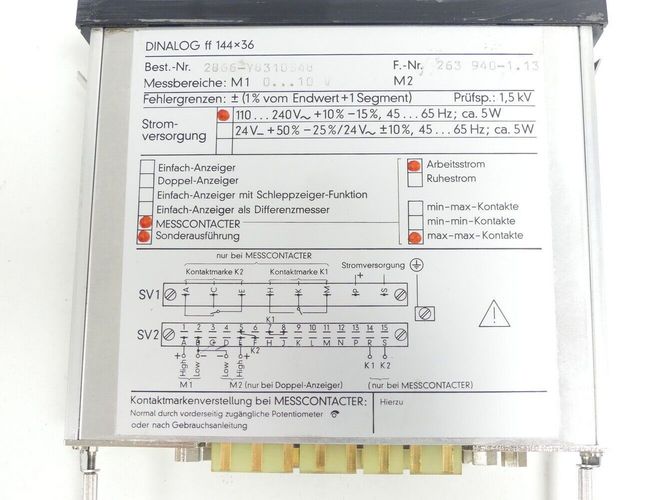 DINALOG ff 144×36
Best.-Nr. F.-Nr. 263 940-1.13
Messbereiche: M1 0...10 V M2
Fehlergrenzen: ± (1% vom Endwert+1 Segment) Prüfsp.: 1,5 kV
Strom-
versorgung
110...240V~ +10% -15%, 45...65 Hz; ca. 5W
24V– +50% -25%/24V~ ±10%, 45...65 Hz; ca. 5W
Einfach-Anzeiger
Doppel-Anzeiger
Einfach-Anzeiger mit Schleppzeiger-Funktion
Einfach-Anzeiger als Differenzmesser
MESSCONTACTER
Sonderausführung
Arbeitsstrom
Ruhestrom
min-max-Kontakte
min-min-Kontakte
max-max-Kontakte
nur bei MESSCONTACTER
Kontaktmarke K2 Kontaktmarke K1 Stromversorgung
+
SV1 A C E H K M P S
K1
SV2 1 2 3 4 5 6 7 8 9 10 11 12 13 14 15
A B C D E F H J K L M N P R S
K2
+ - - + K1 K2
High Low Low High
M1 M2 (nur bei Doppel-Anzeiger) (nur bei MESSCONTACTER)
Kontaktmarkenverstellung bei MESSCONTACTER: Hierzu
Normal durch vorderseitig zugängliche Potentiometer
oder nach Gebrauchsanleitung